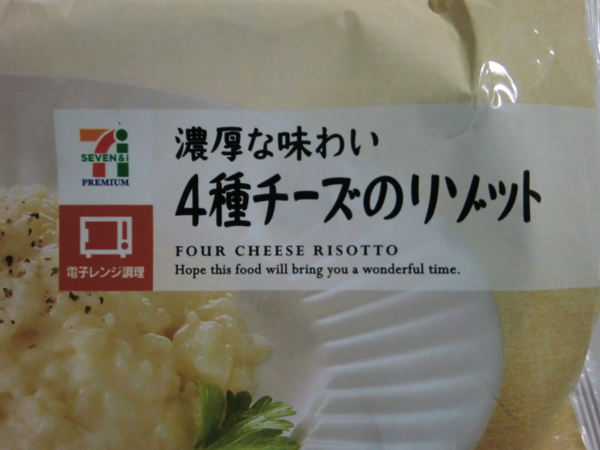 7i
SEVEN&i
PREMIUM
電子レンジ調理
濃厚な味わい
4種チーズのリゾット
FOUR CHEESE RISOTTO
Hope this food will bring you a wonderful time.